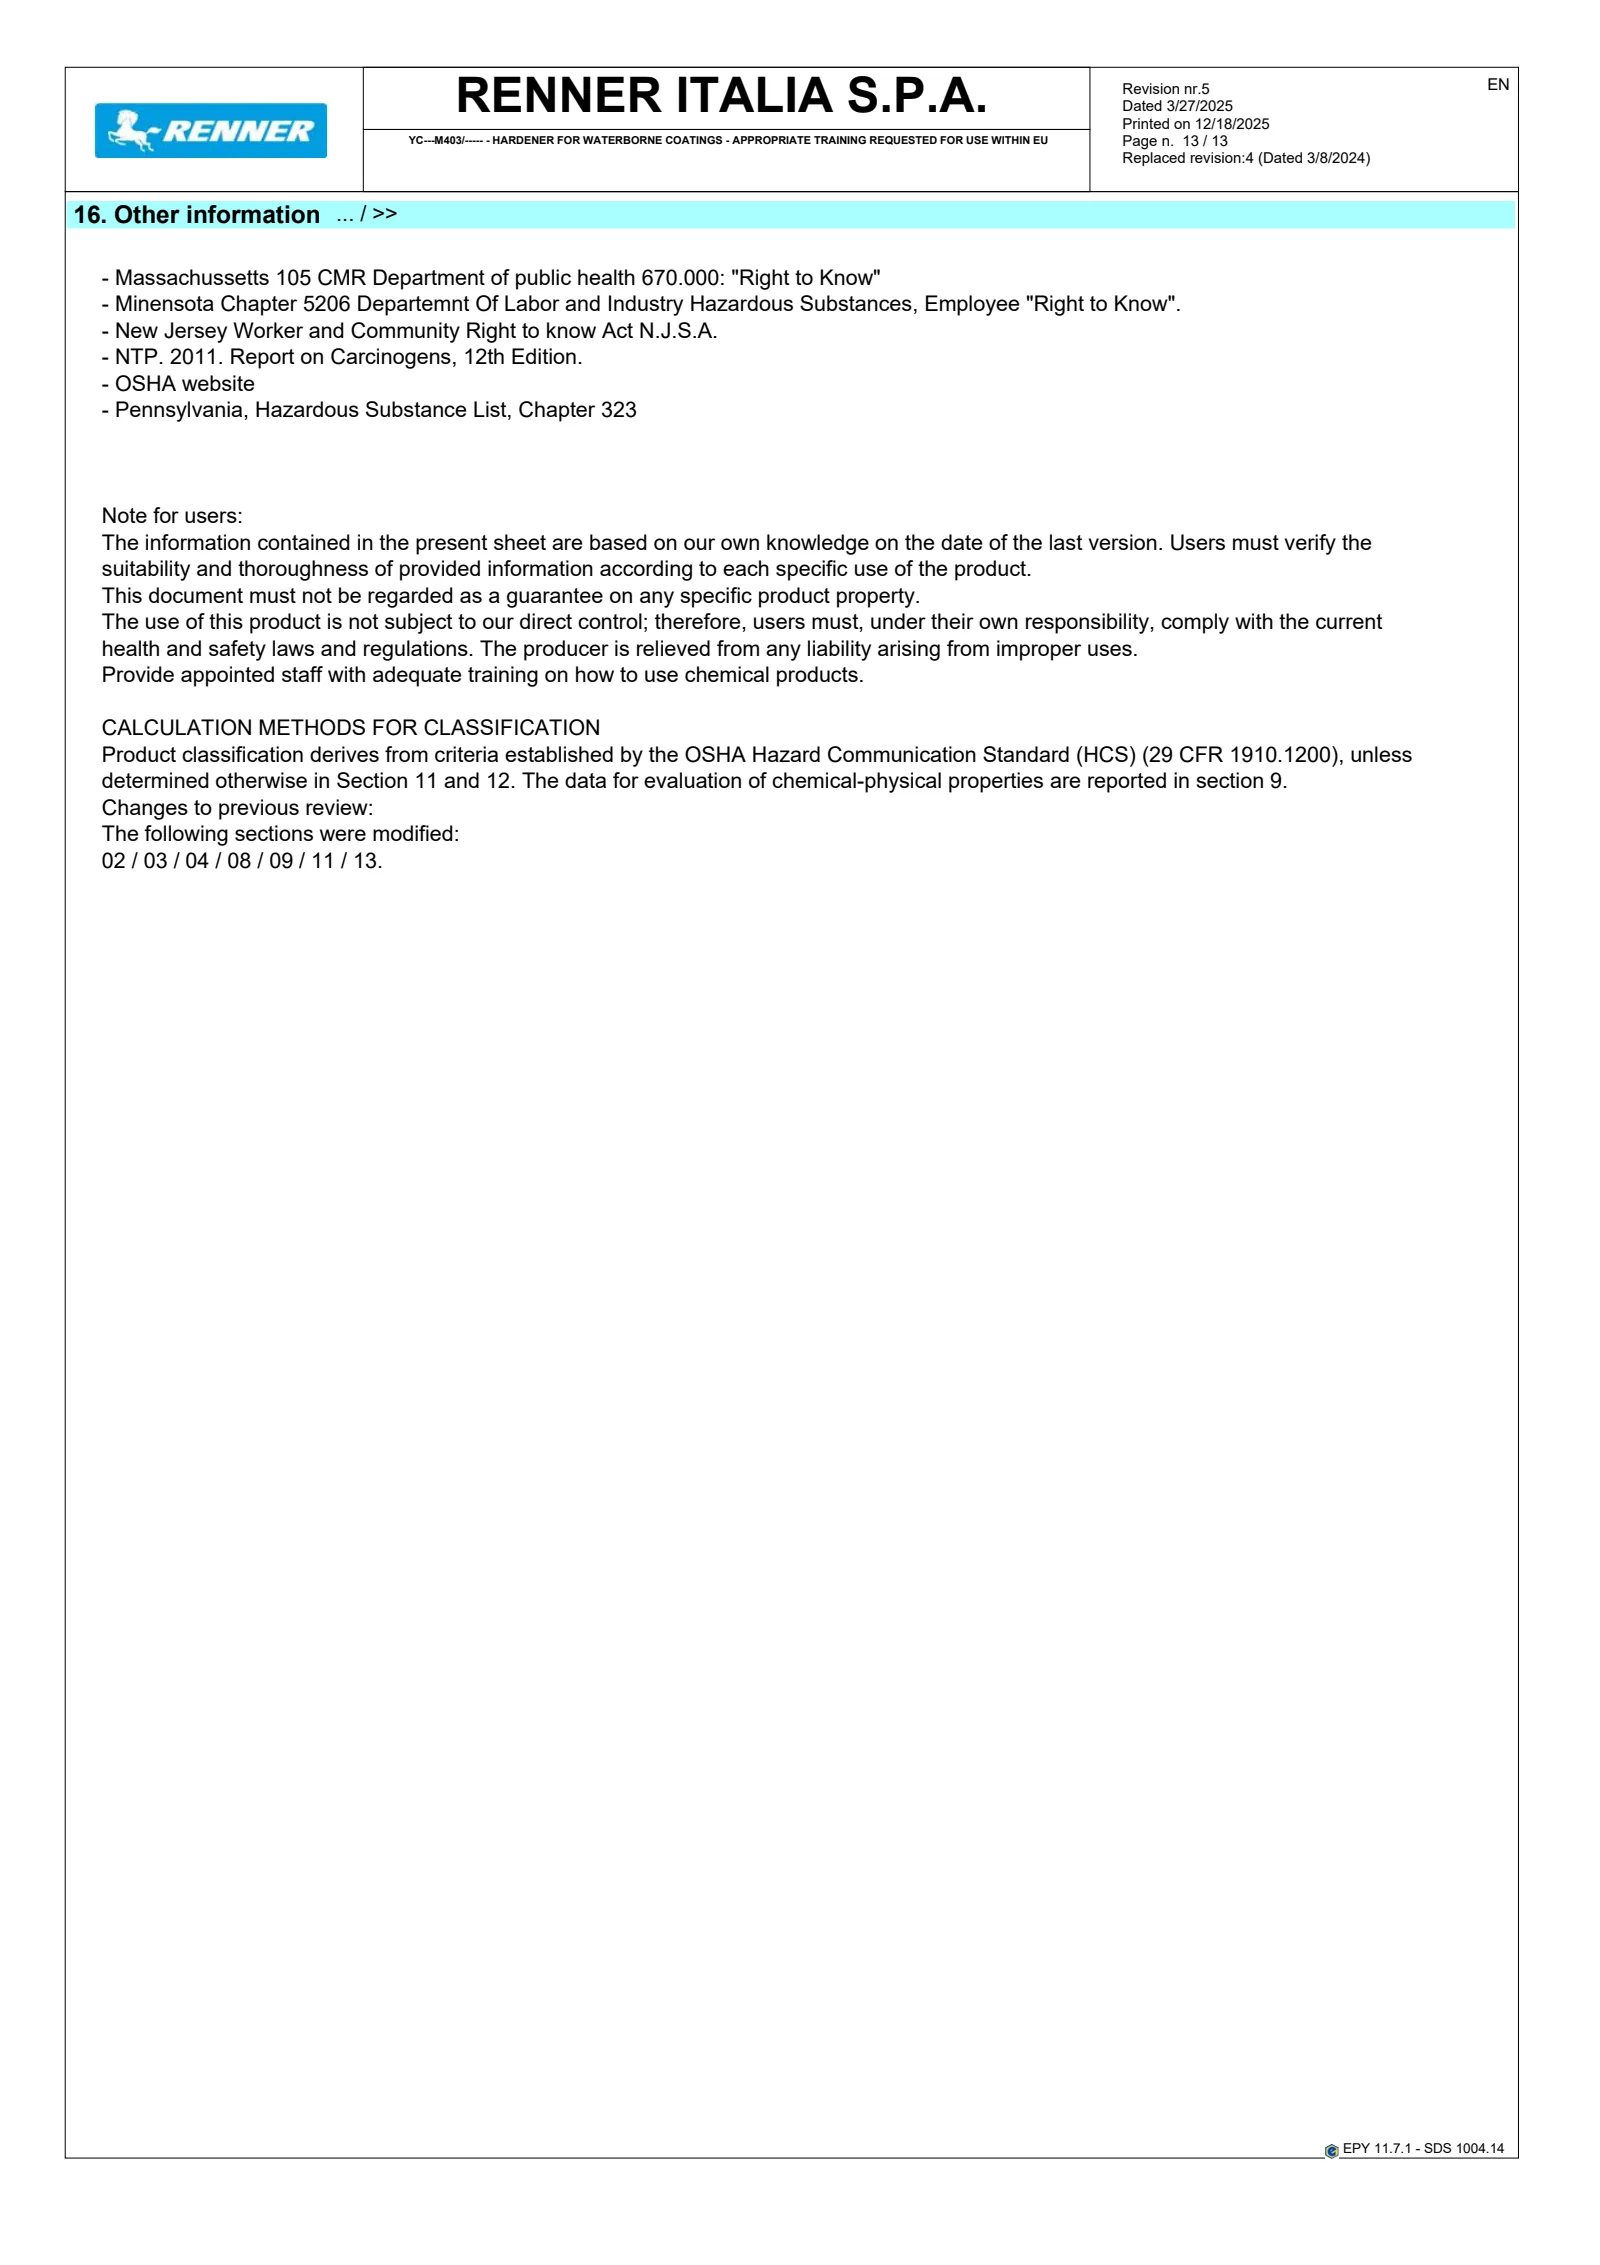 RENNER
RENNER ITALIA S.P.A.
YC---M403/----- - HARDENER FOR WATERBORNE COATINGS - APPROPRIATE TRAINING REQUESTED FOR USE WITHIN EU
EN
Revision nr.5
Dated 3/27/2025
Printed on 12/18/2025
Page n. 13 / 13
Replaced revision:4 (Dated 3/8/2024)
16. Other information ... / >>
- Massachussetts 105 CMR Department of public health 670.000: "Right to Know"
- Minensota Chapter 5206 Departemnt Of Labor and Industry Hazardous Substances, Employee "Right to Know".
- New Jersey Worker and Community Right to know Act N.J.S.A.
- NTP. 2011. Report on Carcinogens, 12th Edition.
- OSHA website
- Pennsylvania, Hazardous Substance List, Chapter 323
Note for users:
The information contained in the present sheet are based on our own knowledge on the date of the last version. Users must verify the
suitability and thoroughness of provided information according to each specific use of the product.
This document must not be regarded as a guarantee on any specific product property.
The use of this product is not subject to our direct control; therefore, users must, under their own responsibility, comply with the current
health and safety laws and regulations. The producer is relieved from any liability arising from improper uses.
Provide appointed staff with adequate training on how to use chemical products.
CALCULATION METHODS FOR CLASSIFICATION
Product classification derives from criteria established by the OSHA Hazard Communication Standard (HCS) (29 CFR 1910.1200), unless
determined otherwise in Section 11 and 12. The data for evaluation of chemical-physical properties are reported in section 9.
Changes to previous review:
The following sections were modified:
02 / 03 / 04 / 08 / 09 / 11 / 13.
EPY 11.7.1 - SDS 1004.14